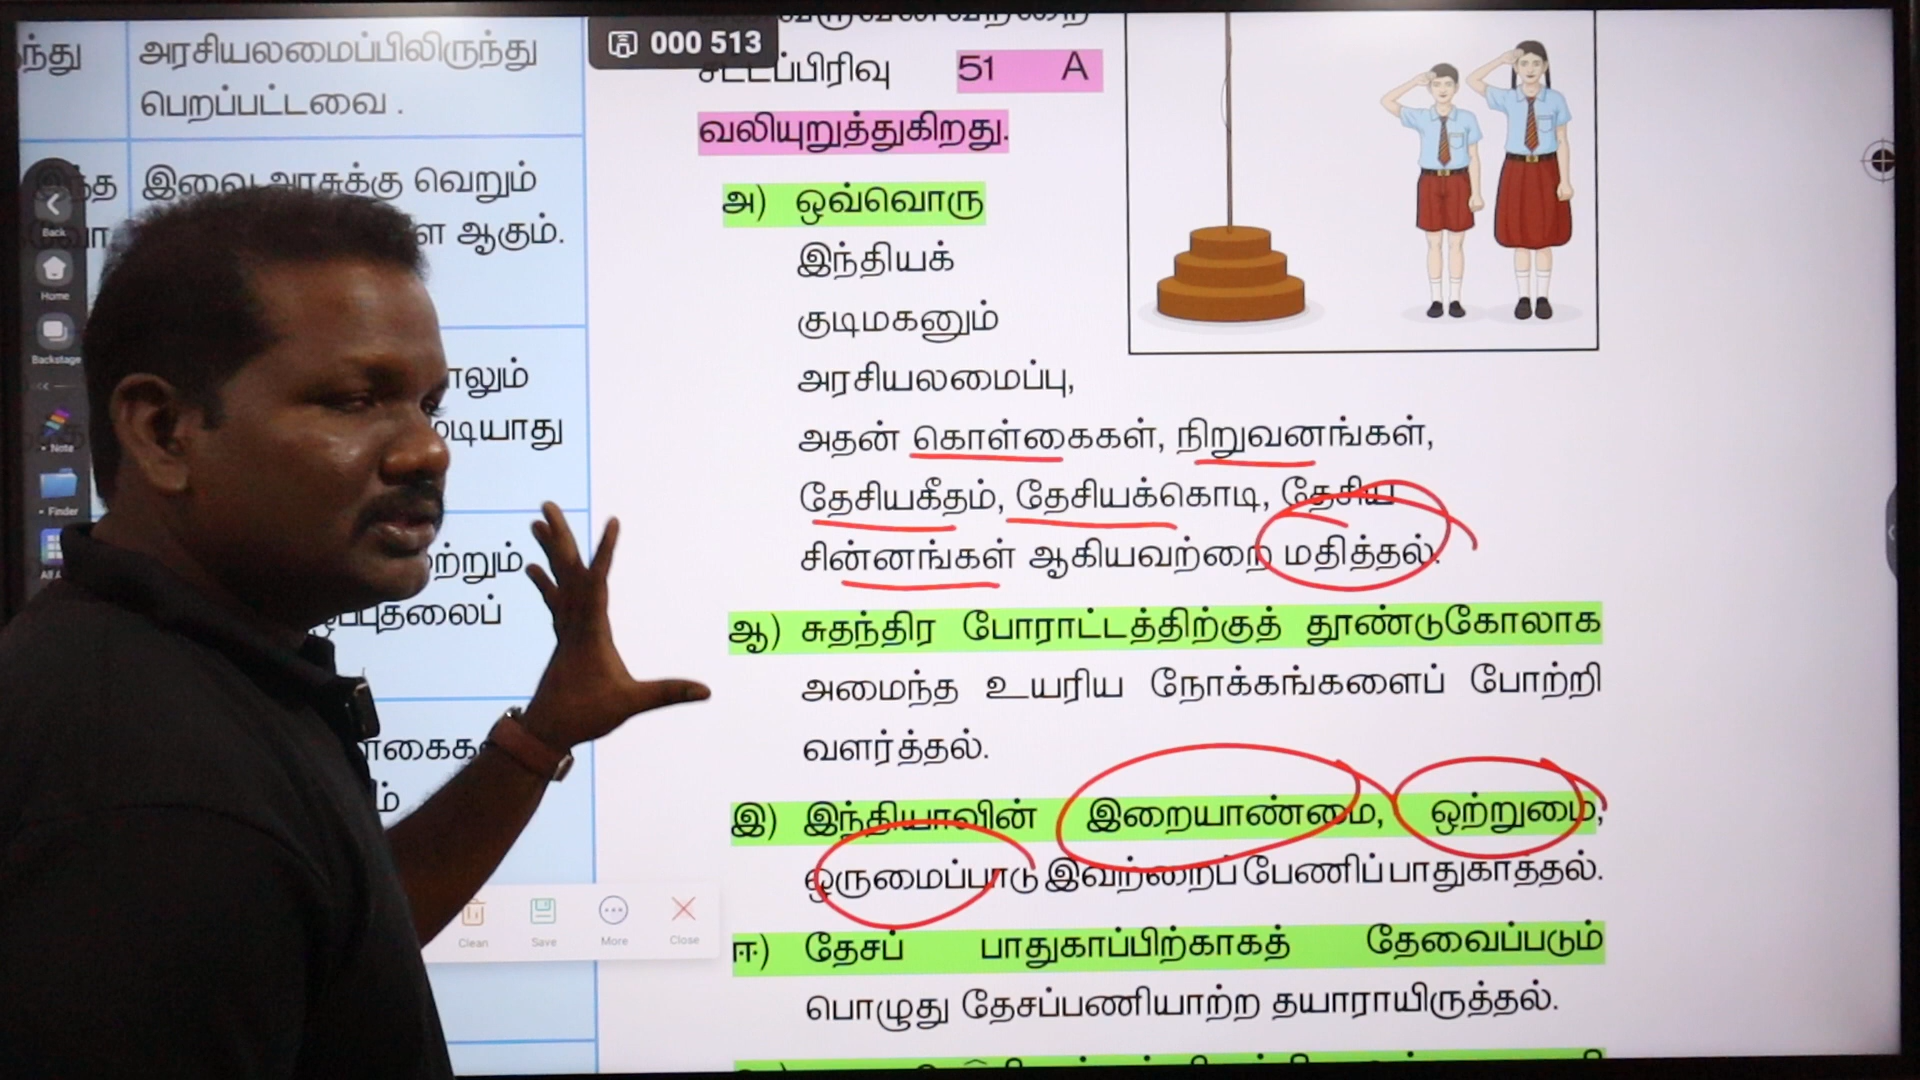 000 513
சட்டப்பிரிவு 51 A
வலியுறுத்துகிறது.
அ) ஒவ்வொரு
இந்தியக்
குடிமகனும்
அரசியலமைப்பு,
அதன் கொள்கைகள், நிறுவனங்கள்,
தேசியகீதம், தேசியக்கொடி, தேசிய
சின்னங்கள் ஆகியவற்றை மதித்தல்.
ஆ) சுதந்திர போராட்டத்திற்குத் தூண்டுகோலாக
அமைந்த உயரிய நோக்கங்களைப் போற்றி
வளர்த்தல்.
இ) இந்தியாவின் இறையாண்மை, ஒற்றுமை,
ஒருமைப்பாடு இவற்றைப் பேணிப் பாதுகாத்தல்.
ஈ) தேசப் பாதுகாப்பிற்காகத் தேவைப்படும்
பொழுது தேசப்பணியாற்ற தயாராயிருத்தல்.
அரசியலமைப்பிலிருந்து
பெறப்பட்டவை .
இவை அரசுக்கு வெறும்
ஆகும்.
Back
Home
Backstage
Note
Finder
Clean
Save
More
Close